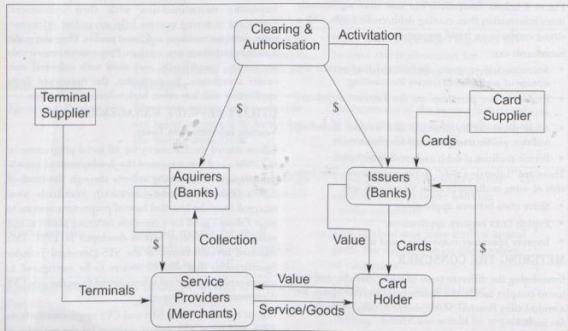 Clearing &
Authorisation
Activitation
$
$
Terminal
Supplier
Card
Supplier
Cards
Aquirers
(Banks)
Issuers
(Banks)
$
Collection
Value
Cards
$
Terminals
Service
Providers
(Merchants)
Value
Service/Goods
Card
Holder